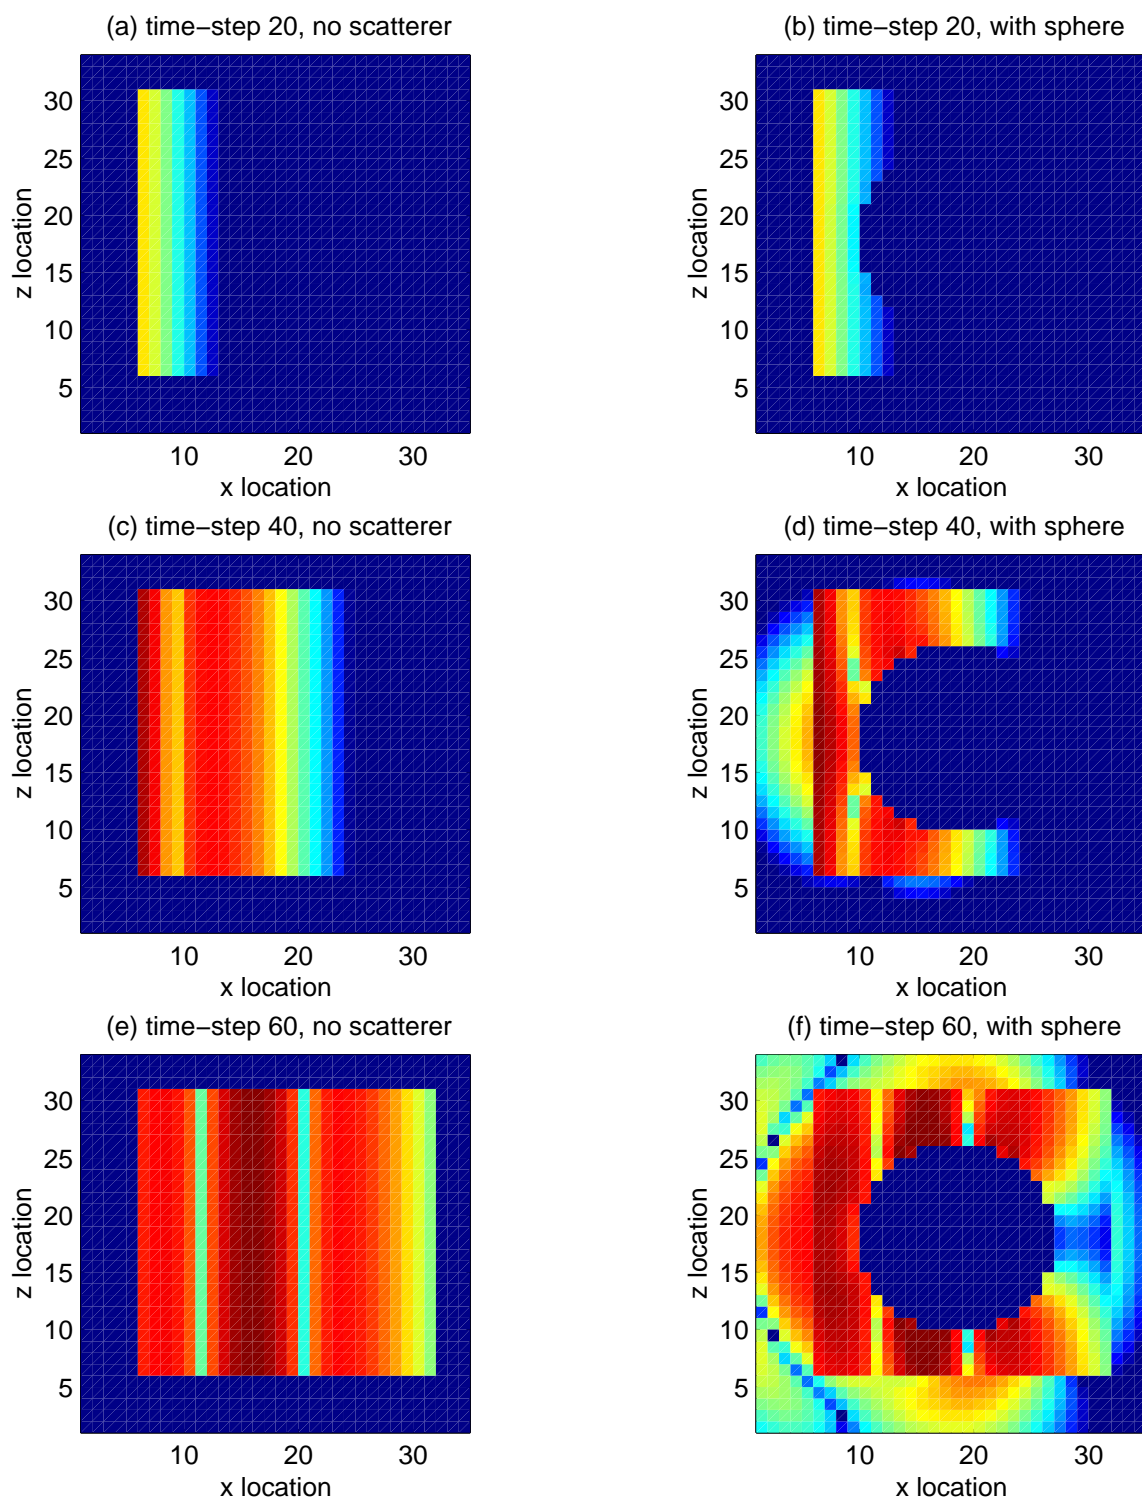 (a) time−step 20, no scatterer
(b) time−step 20, with sphere
30
25
20
15
10
5
z location
10 20 30
x location
30
25
20
15
10
5
z location
10 20 30
x location
(c) time−step 40, no scatterer
(d) time−step 40, with sphere
30
25
20
15
10
5
z location
10 20 30
x location
30
25
20
15
10
5
z location
10 20 30
x location
(e) time−step 60, no scatterer
(f) time−step 60, with sphere
30
25
20
15
10
5
z location
10 20 30
x location
30
25
20
15
10
5
z location
10 20 30
x location